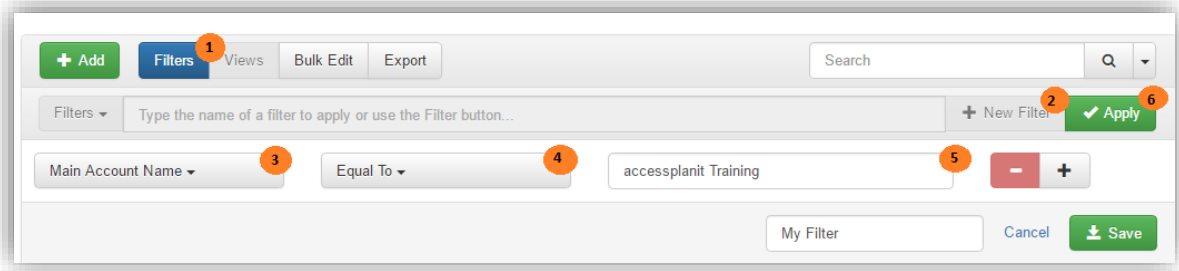 + Add Filters 1 Views Bulk Edit Export Search
Filters Type the name of a filter to apply or use the Filter button... + New Filter 2 Apply 6
Main Account Name 3 Equal To 4 accessplanit Training 5 - +
My Filter Cancel Save